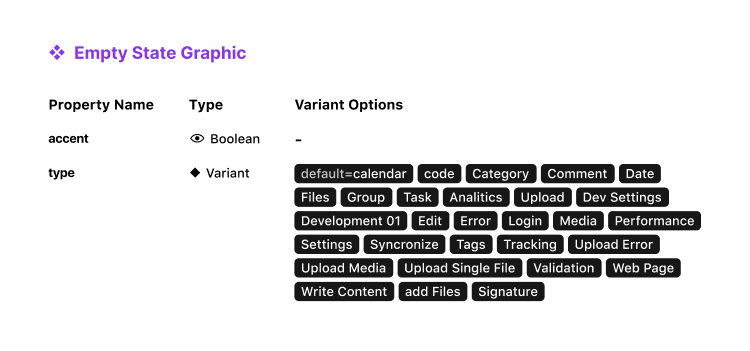 Empty State Graphic
Property Name Type Variant Options
accent Boolean -
type Variant default=calendar code Category Comment Date
Files Group Task Analitics Upload Dev Settings
Development 01 Edit Error Login Media Performance
Settings Syncronize Tags Tracking Upload Error
Upload Media Upload Single File Validation Web Page
Write Content add Files Signature